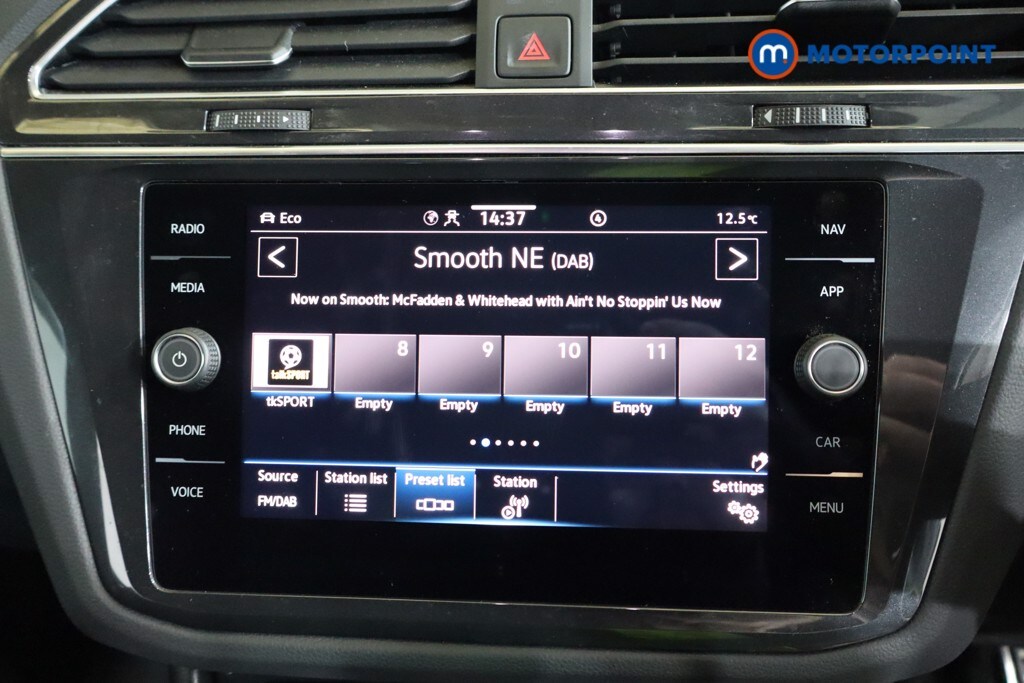 m MOTORPOINT
RADIO
MEDIA
PHONE
VOICE
Eco
14:37
4
12.5°C
<
Smooth NE (DAB)
>
Now on Smooth: McFadden & Whitehead with Ain't No Stoppin' Us Now
talkSPORT
8
9
10
11
12
tkSPORT
Empty
Empty
Empty
Empty
Empty
Source
FM/DAB
Station list
Preset list
Station
Settings
NAV
APP
CAR
MENU